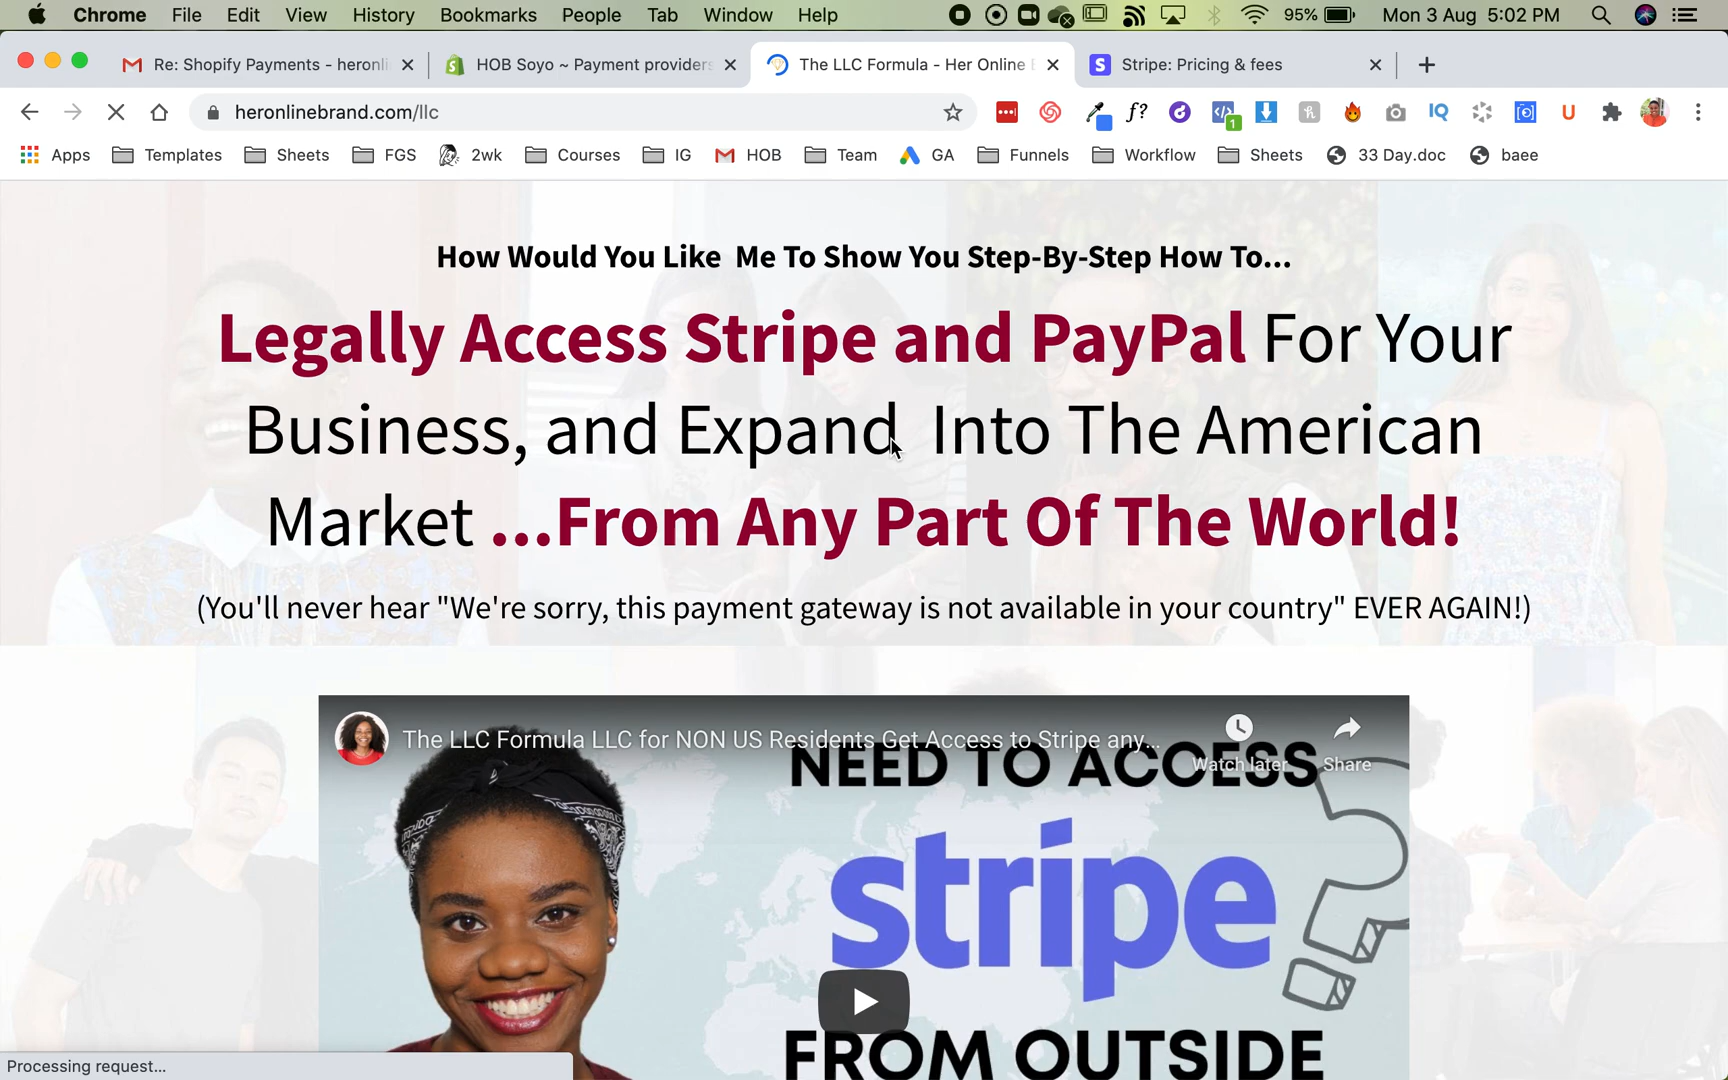 Chrome File Edit View History Bookmarks People Tab Window Help 95% Mon 3 Aug 5:02 PM
Re: Shopify Payments - heronli
HOB Soyo ~ Payment providers
The LLC Formula - Her Online
Stripe: Pricing & fees
heronlinebrand.com/llc
f?
1
IQ
U
Apps Templates Sheets FGS 2wk Courses IG HOB Team GA Funnels Workflow Sheets 33 Day.doc baee
How Would You Like Me To Show You Step-By-Step How To...
Legally Access Stripe and PayPal For Your
Business, and Expand Into The American
Market ...From Any Part Of The World!
(You'll never hear "We're sorry, this payment gateway is not available in your country" EVER AGAIN!)
The LLC Formula LLC for NON US Residents Get Access to Stripe any...
Watch later
Share
NEED TO ACCESS
stripe
?
FROM OUTSIDE
Processing request...